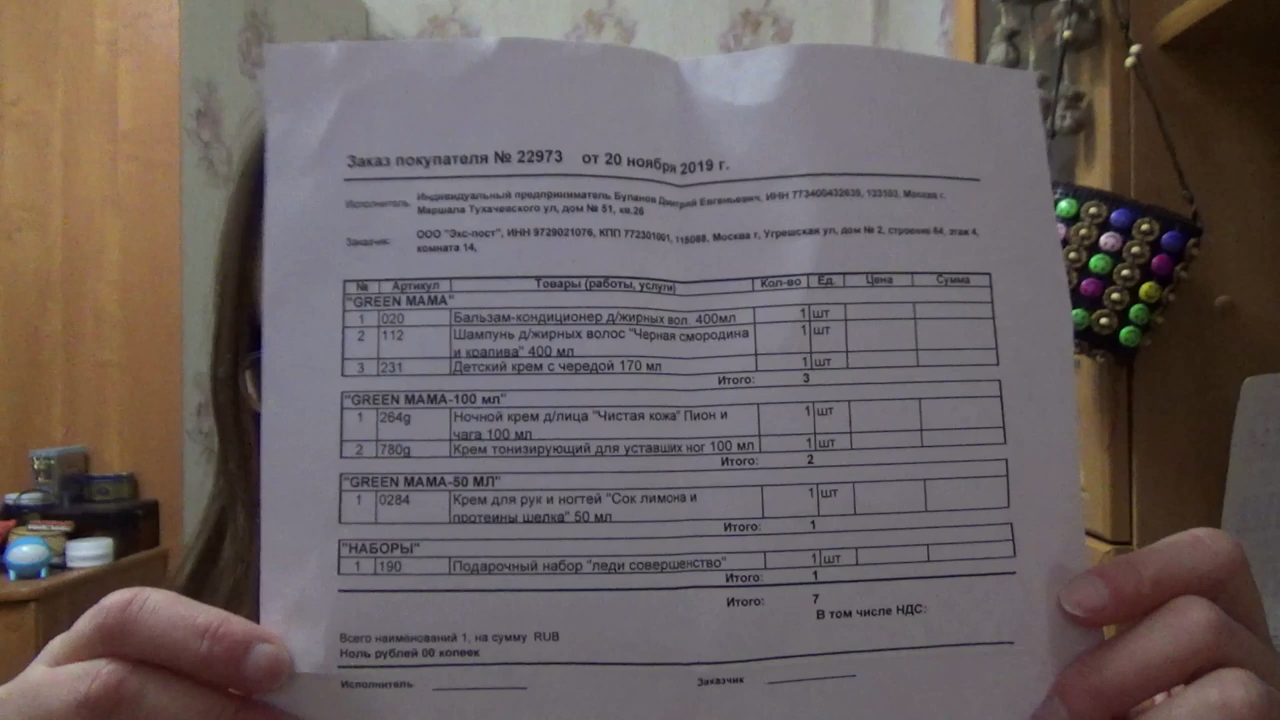 Заказ покупателя № 22973 от 20 ноября 2019 г.
Исполнитель: Индивидуальный предприниматель Буланов Дмитрий Евгеньевич, ИНН 773400432639, 133103, Москва г.
Маршала Тухачевского ул, дом № 51, кв.26
Заказчик: ООО "Экс-пост", ИНН 9729021076, КПП 772301001, 115088, Москва г, Угрешская ул, дом № 2, строение 64, этаж 4,
комната 14,
№ Артикул Товары (работы, услуги) Кол-во Ед. Цена Сумма
"GREEN MAMA"
1 020 Бальзам-кондиционер д/жирных вол. 400мл 1 шт
2 112 Шампунь д/жирных волос "Черная смородина 1 шт
и крапива" 400 мл
3 231 Детский крем с чередой 170 мл 1 шт
Итого: 3
"GREEN MAMA-100 мл"
1 264g Ночной крем д/лица "Чистая кожа" Пион и 1 шт
чага 100 мл
2 780g Крем тонизирующий для уставших ног 100 мл 1 шт
Итого: 2
"GREEN MAMA-50 МЛ"
1 0284 Крем для рук и ногтей "Сок лимона и 1 шт
протеины шелка" 50 мл
Итого: 1
"НАБОРЫ"
1 190 Подарочный набор "леди совершенство" 1 шт
Итого: 1
Итого: 7
В том числе НДС:
Всего наименований 1, на сумму RUB
Ноль рублей 00 копеек
Исполнитель Заказчик